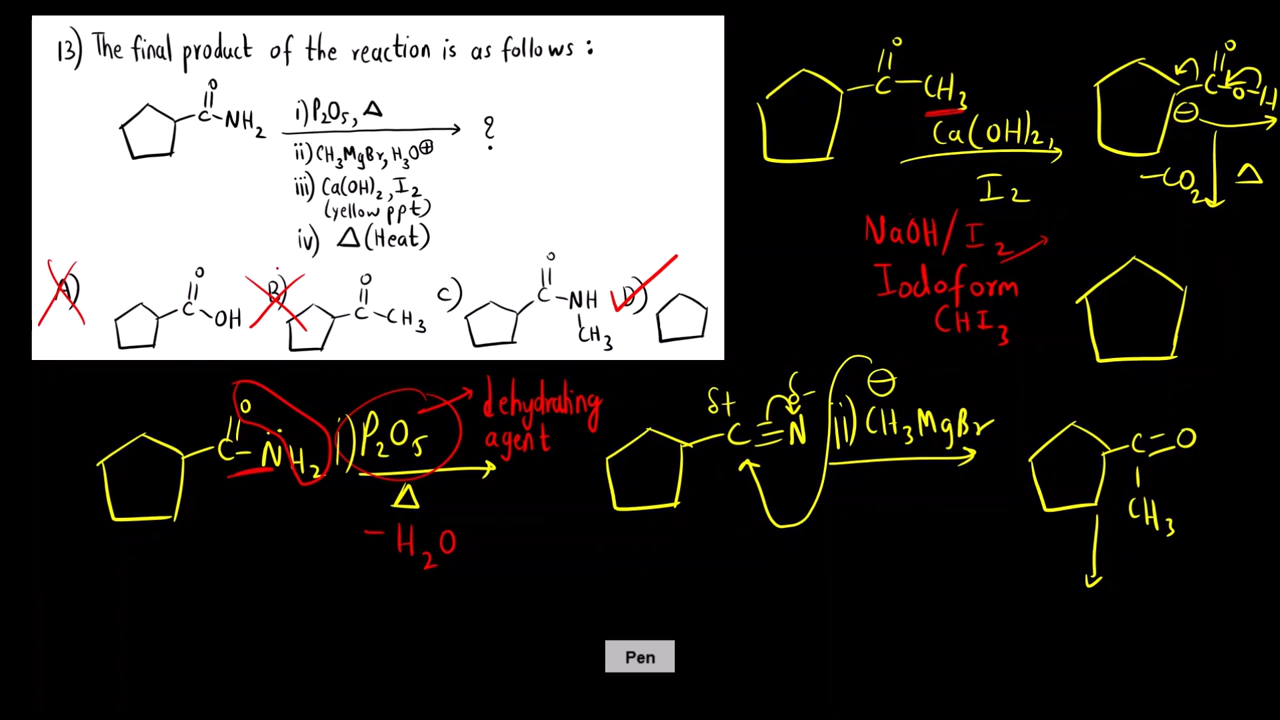 13) The final product of the reaction is as follows :
O
C-NH₂
i) P₂O₅, Δ
ii) CH₃MgBr, H₃O⊕
iii) Ca(OH)₂, I₂
(yellow ppt)
iv) Δ (Heat)
?
A)
O
C
OH
B)
O
C
CH₃
C)
O
C-NH
CH₃
D)
O
C-CH₃
Ca(OH)₂,
I₂
O
C-O-H
⊖
-CO₂ Δ
NaOH/I₂
Iodoform
CHI₃
O
C-NH₂
i) P₂O₅
Δ
-H₂O
dehydrating
agent
δ+ δ-
C≡N
⊖
ii) CH₃MgBr
C=O
CH₃
Pen